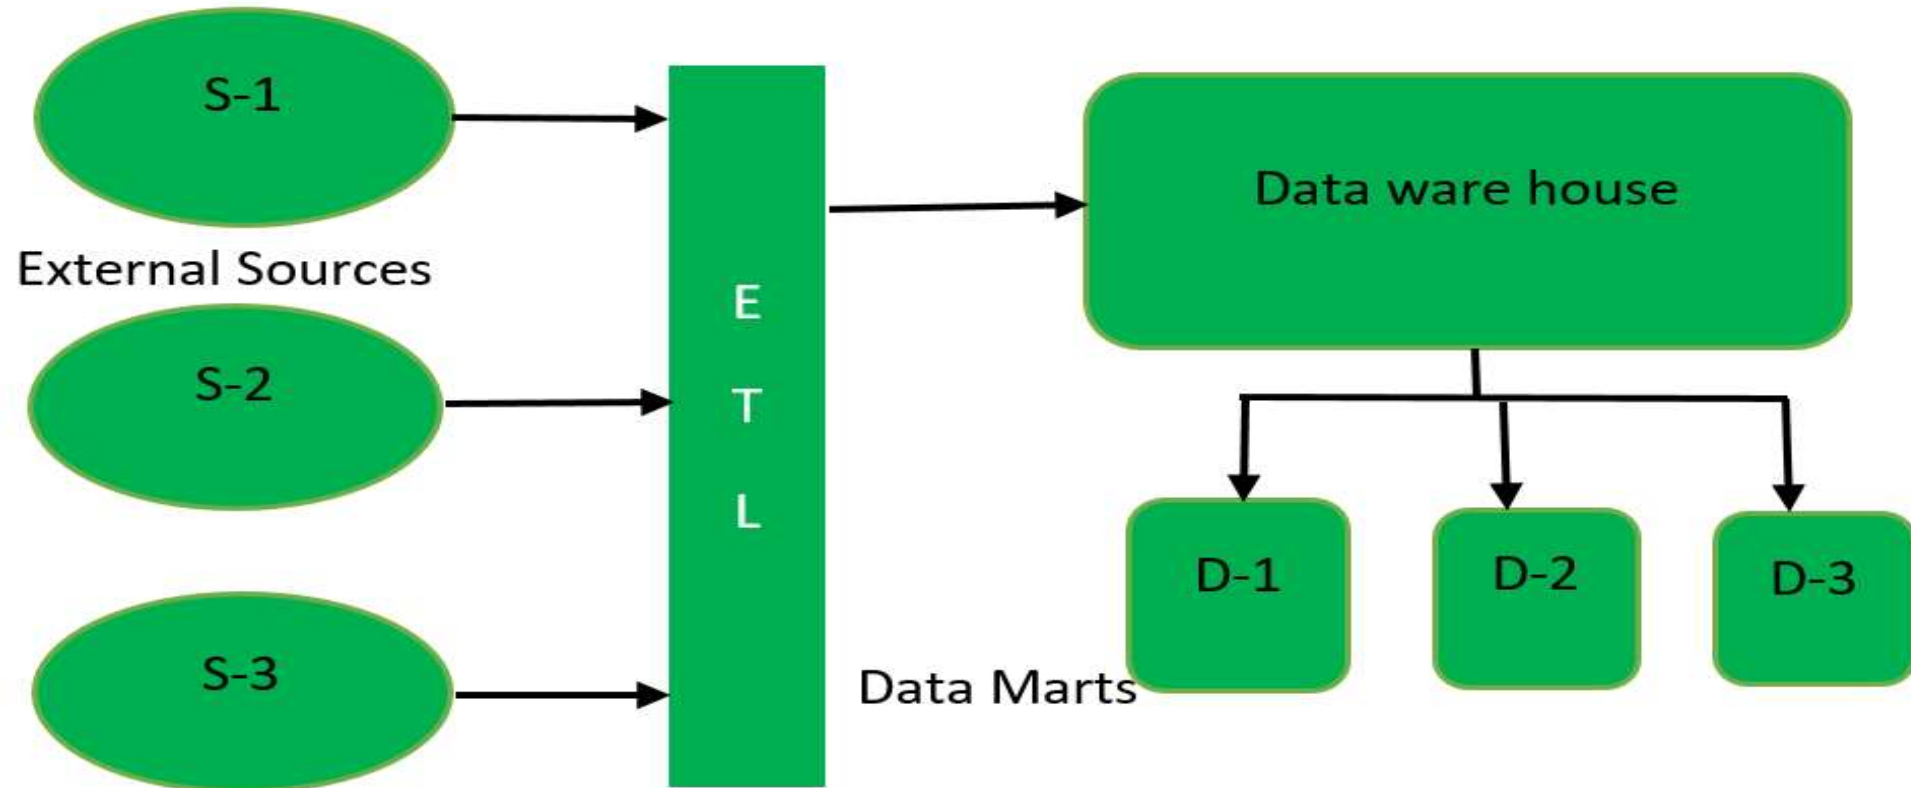 S-1
External Sources
S-2
S-3
E
T
L
Data ware house
D-1
D-2
D-3
Data Marts